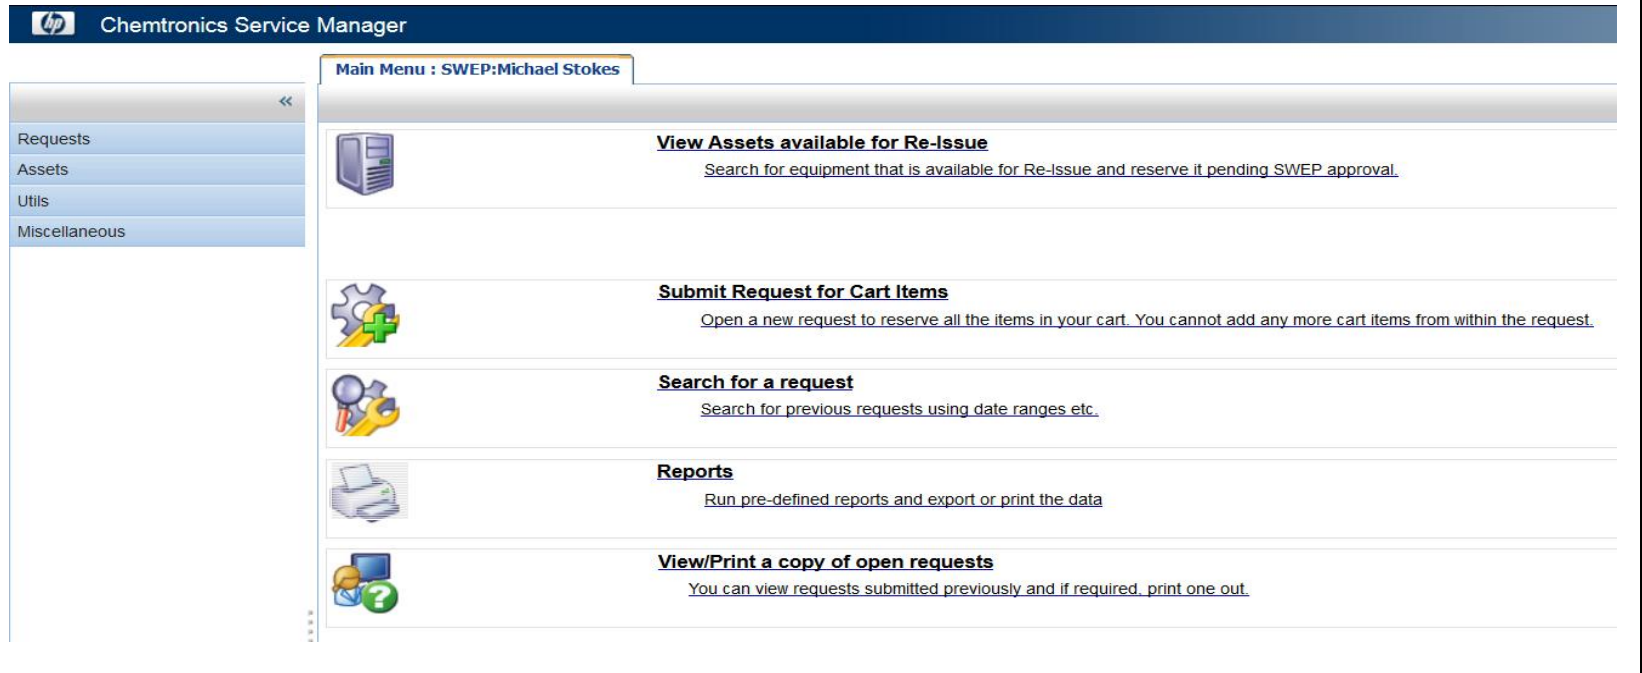 hp Chemtronics Service Manager
Main Menu : SWEP:Michael Stokes
«
Requests
Assets
Utils
Miscellaneous
View Assets available for Re-Issue
Search for equipment that is available for Re-Issue and reserve it pending SWEP approval.
Submit Request for Cart Items
Open a new request to reserve all the items in your cart. You cannot add any more cart items from within the request.
Search for a request
Search for previous requests using date ranges etc.
Reports
Run pre-defined reports and export or print the data
View/Print a copy of open requests
You can view requests submitted previously and if required, print one out.